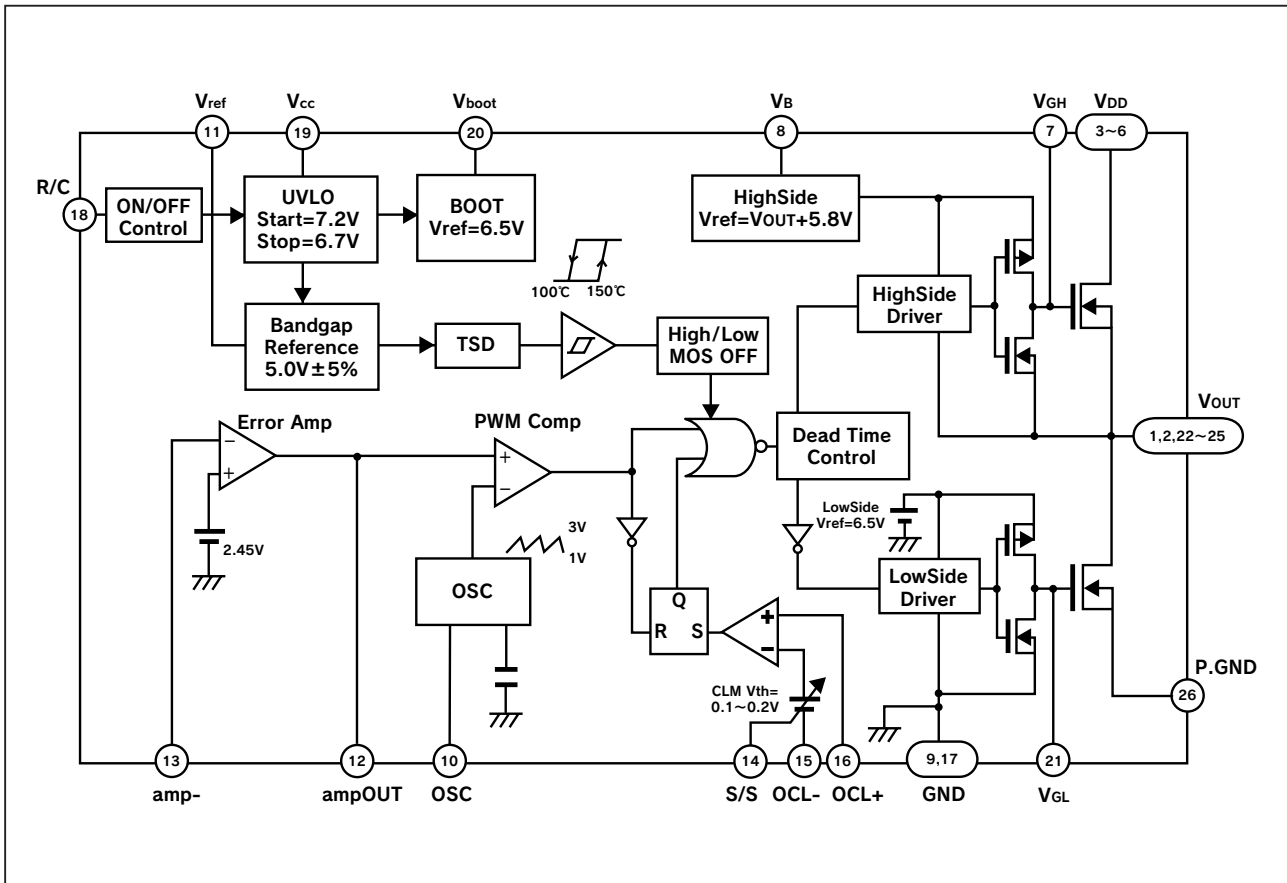 Vref
Vcc
Vboot
VB
VGH
VDD
11
19
20
8
7
3~6
R/C
18
ON/OFF
Control
UVLO
Start=7.2V
Stop=6.7V
BOOT
Vref=6.5V
HighSide
Vref=VOUT+5.8V
100℃
150℃
Bandgap
Reference
5.0V±5%
TSD
High/Low
MOS OFF
HighSide
Driver
Error Amp
PWM Comp
−
+
2.45V
+
−
Dead Time
Control
VOUT
1,2,22~25
3V
1V
OSC
LowSide
Vref=6.5V
LowSide
Driver
Q
R
S
+
−
CLM Vth=
0.1~0.2V
P.GND
26
13
12
10
14
15
16
9,17
21
amp-
ampOUT
OSC
S/S
OCL-
OCL+
GND
VGL